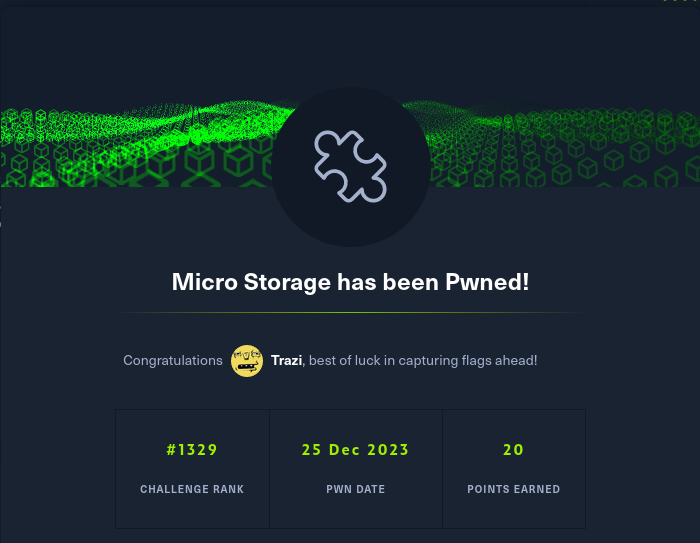 Micro Storage has been Pwned!
Congratulations Trazi, best of luck in capturing flags ahead!
#1329 25 Dec 2023 20
CHALLENGE RANK PWN DATE POINTS EARNED